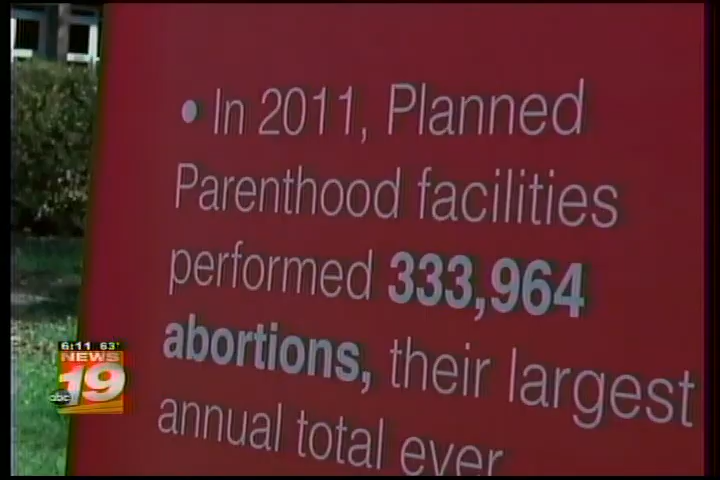 • In 2011, Planned
Parenthood facilities
performed 333,964
abortions, their largest
annual total ever
6:11 63°
NEWS
abc 19